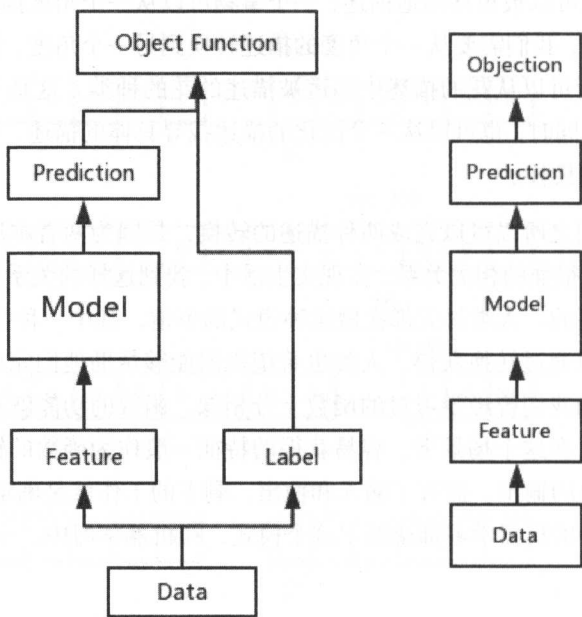 Object Function
Prediction
Model
Feature
Label
Data
Objection
Prediction
Model
Feature
Data